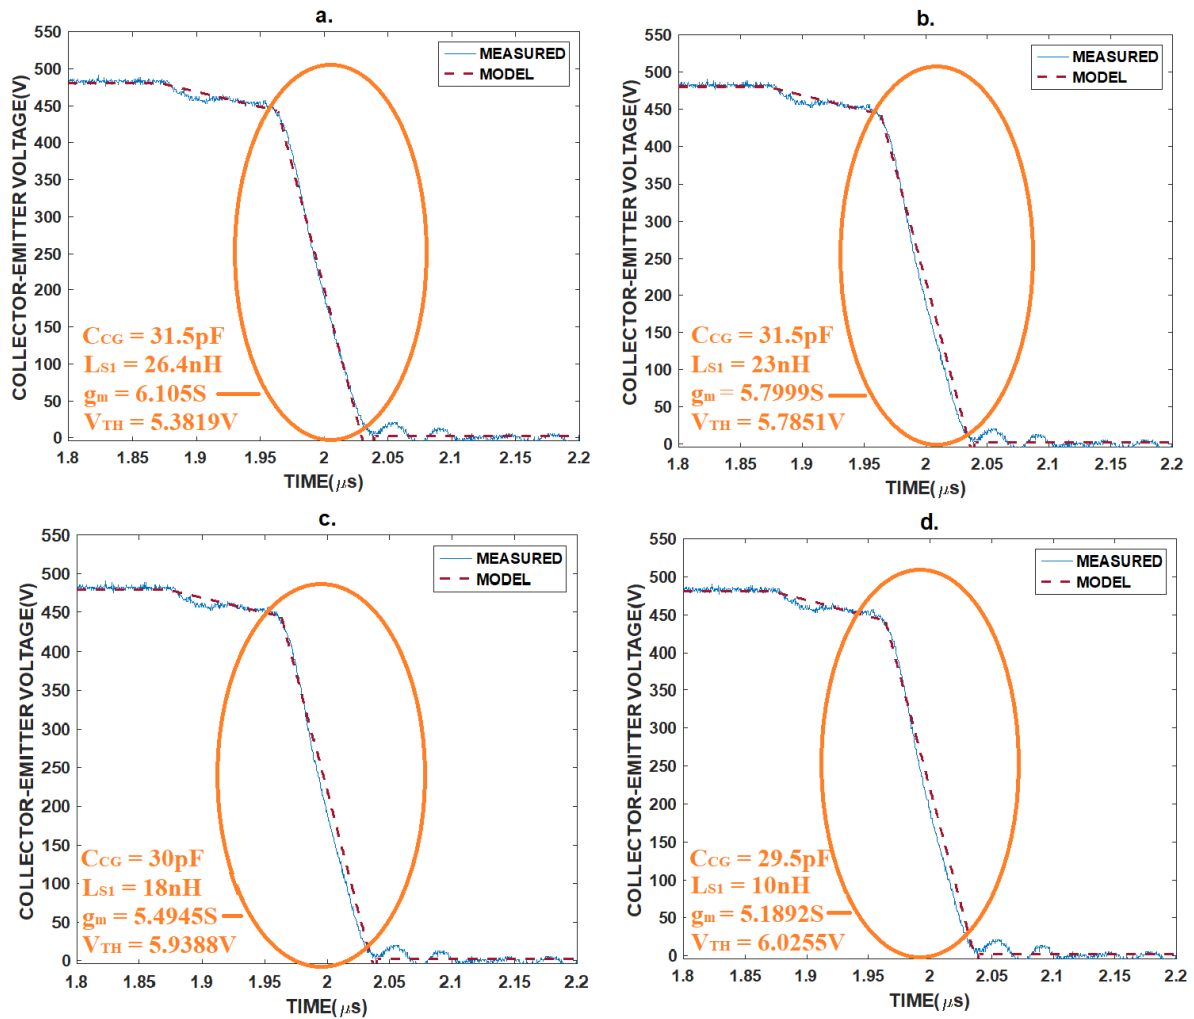 a.
550
500
450
400
350
300
250
200
150
100
50
0
COLLECTOR-EMITTER VOLTAGE(V)
MEASURED
MODEL
CCG = 31.5pF
LS1 = 26.4nH
gm = 6.105S
VTH = 5.3819V
1.8 1.85 1.9 1.95 2 2.05 2.1 2.15 2.2
TIME(μs)
b.
550
500
450
400
350
300
250
200
150
100
50
0
COLLECTOR-EMITTER VOLTAGE(V)
MEASURED
MODEL
CCG = 31.5pF
LS1 = 23nH
gm = 5.7999S
VTH = 5.7851V
1.8 1.85 1.9 1.95 2 2.05 2.1 2.15 2.2
TIME(μs)
c.
550
500
450
400
350
300
250
200
150
100
50
0
COLLECTOR-EMITTER VOLTAGE(V)
MEASURED
MODEL
CCG = 30pF
LS1 = 18nH
gm = 5.4945S
VTH = 5.9388V
1.8 1.85 1.9 1.95 2 2.05 2.1 2.15 2.2
TIME(μs)
d.
550
500
450
400
350
300
250
200
150
100
50
0
COLLECTOR-EMITTER VOLTAGE(V)
MEASURED
MODEL
CCG = 29.5pF
LS1 = 10nH
gm = 5.1892S
VTH = 6.0255V
1.8 1.85 1.9 1.95 2 2.05 2.1 2.15 2.2
TIME(μs)